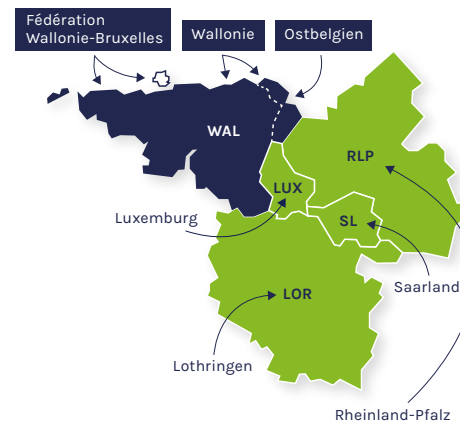 Fédération
Wallonie-Bruxelles
Wallonie
Ostbelgien
WAL
RLP
LUX
Luxemburg
SL
Saarland
LOR
Lothringen
Rheinland-Pfalz